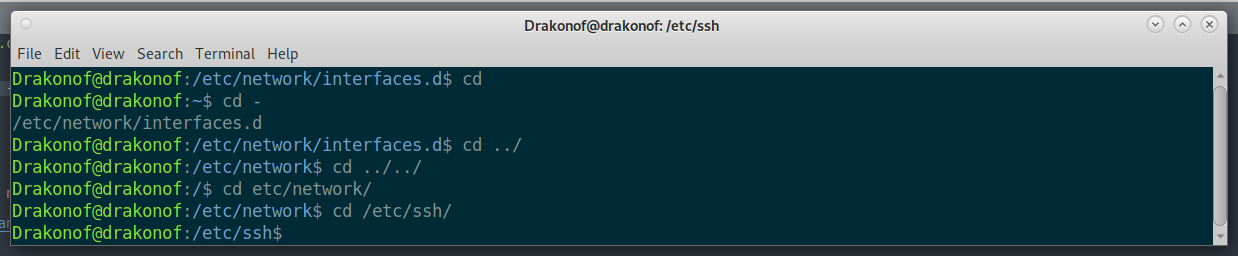 Drakonof@drakonof: /etc/ssh
File Edit View Search Terminal Help
Drakonof@drakonof:/etc/network/interfaces.d$ cd
Drakonof@drakonof:~$ cd -
/etc/network/interfaces.d
Drakonof@drakonof:/etc/network/interfaces.d$ cd ../
Drakonof@drakonof:/etc/network$ cd ../../
Drakonof@drakonof:/$ cd etc/network/
Drakonof@drakonof:/etc/network$ cd /etc/ssh/
Drakonof@drakonof:/etc/ssh$